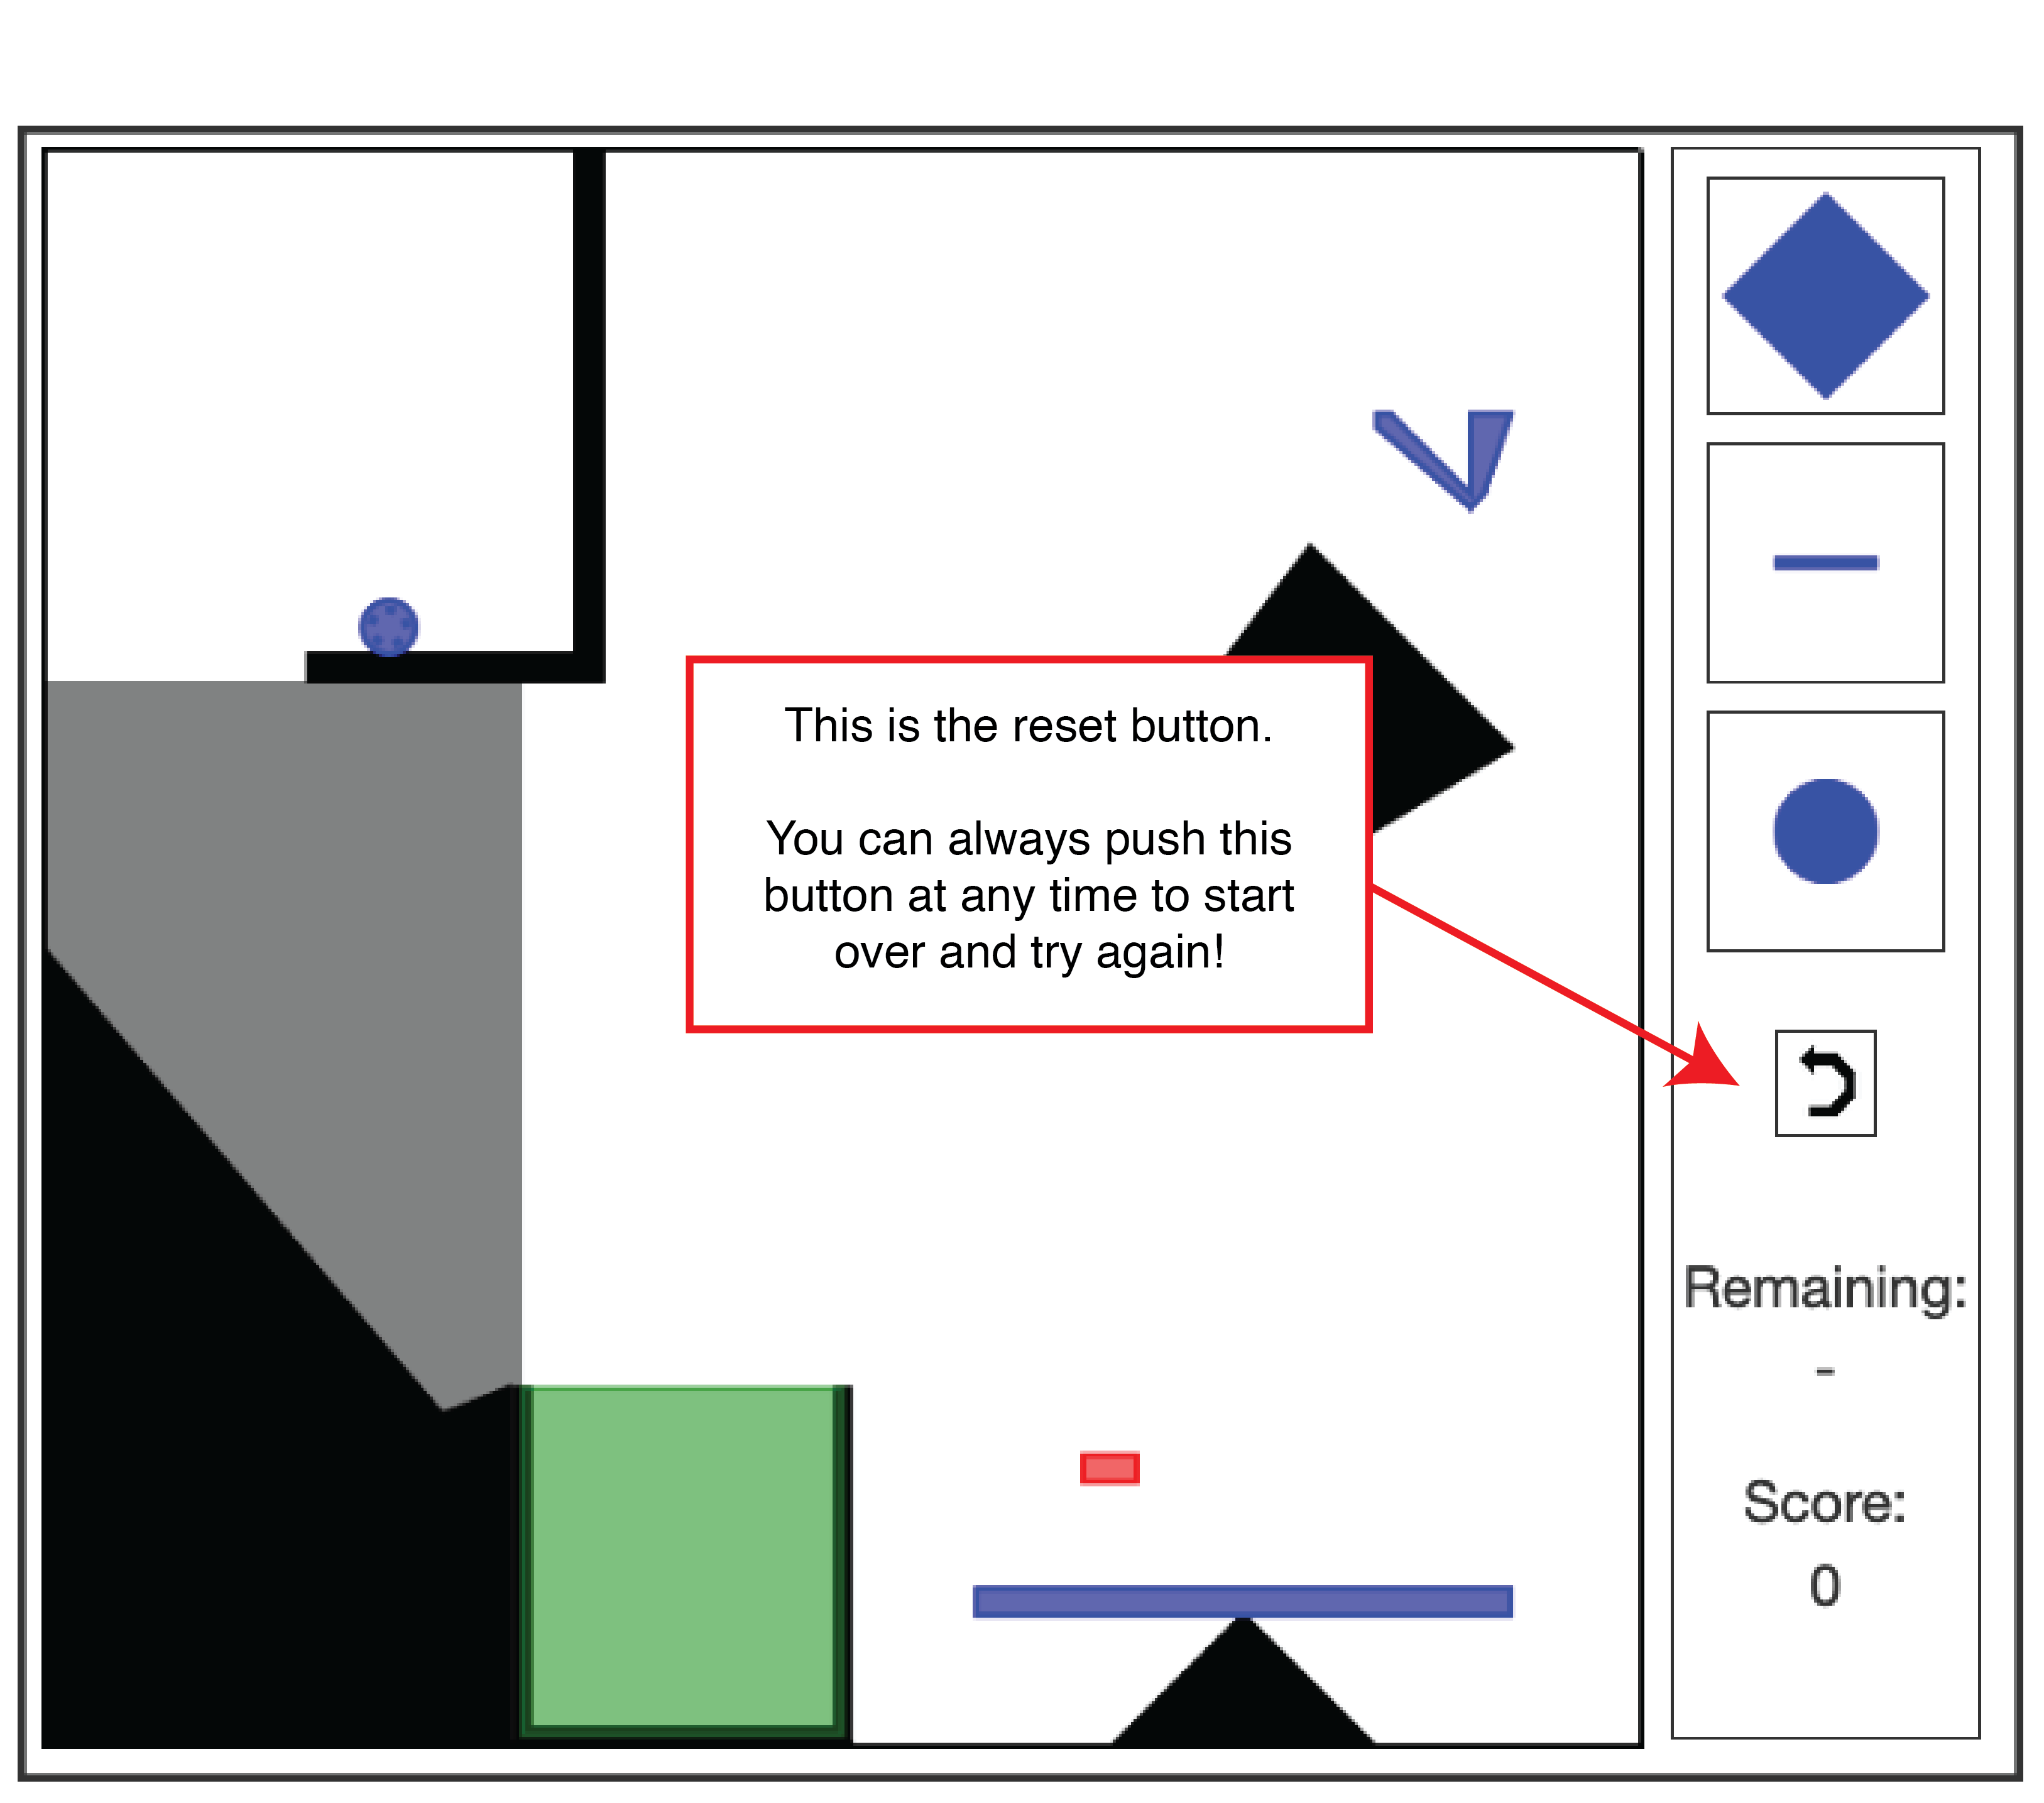 This is the reset button.
You can always push this
button at any time to start
over and try again!
Remaining:
-
Score:
0